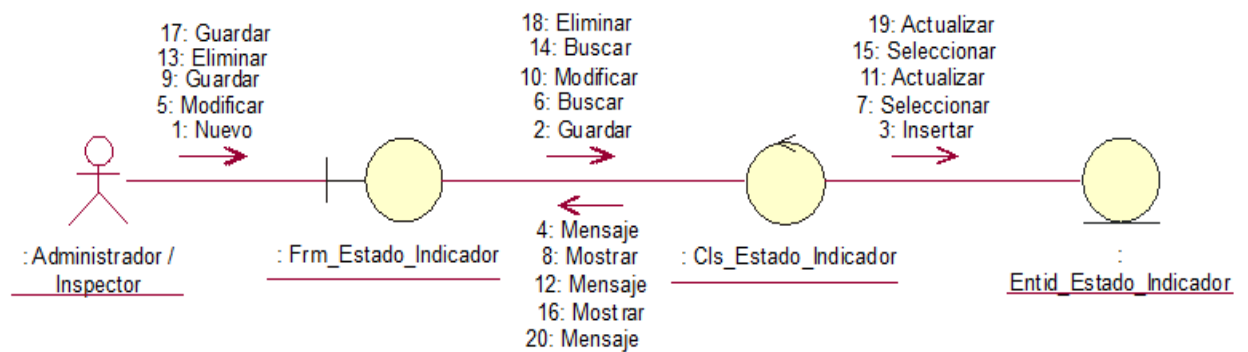 17: Guardar
13: Eliminar
9: Guardar
5: Modificar
1: Nuevo
18: Eliminar
14: Buscar
10: Modificar
6: Buscar
2: Guardar
19: Actualizar
15: Seleccionar
11: Actualizar
7: Seleccionar
3: Insertar
4: Mensaje
8: Mostrar
12: Mensaje
16: Mostrar
20: Mensaje
: Administrador /
Inspector
: Frm_Estado_Indicador
: Cls_Estado_Indicador
:
Entid_Estado_Indicador